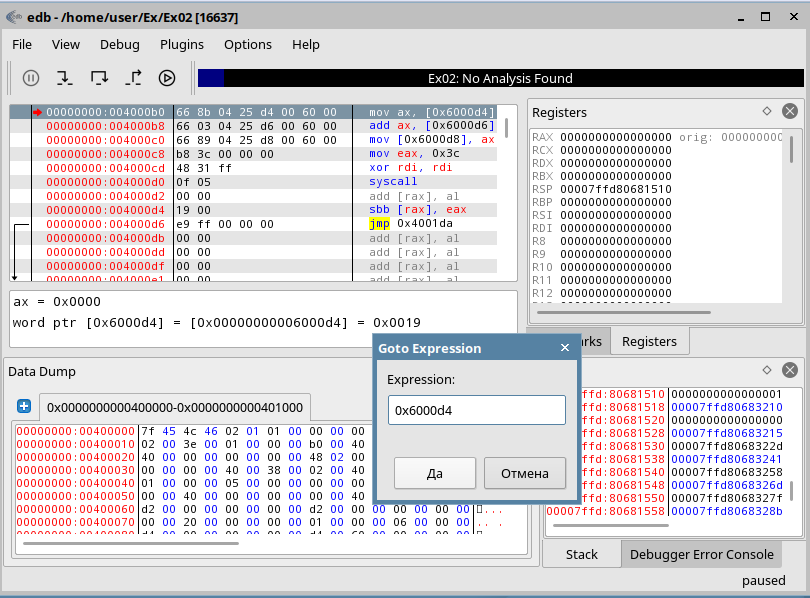 edb - /home/user/Ex/Ex02 [16637]
File View Debug Plugins Options Help
Ex02: No Analysis Found
00000000:004000b0 66 8b 04 25 d4 00 60 00 mov ax, [0x6000d4]
00000000:004000b8 66 03 04 25 d6 00 60 00 add ax, [0x6000d6]
00000000:004000c0 66 89 04 25 d8 00 60 00 mov [0x6000d8], ax
00000000:004000c8 b8 3c 00 00 00 mov eax, 0x3c
00000000:004000cd 48 31 ff xor rdi, rdi
00000000:004000d0 0f 05 syscall
00000000:004000d2 00 00 add [rax], al
00000000:004000d4 19 00 sbb [rax], eax
00000000:004000d6 e9 ff 00 00 00 jmp 0x4001da
00000000:004000db 00 00 add [rax], al
00000000:004000dd 00 00 add [rax], al
00000000:004000df 00 00 add [rax], al
00000000:004000e1 00 00 add [rax], al
ax = 0x0000
word ptr [0x6000d4] = [0x00000000006000d4] = 0x0019
Registers
RAX 0000000000000000 orig: 000000000
RCX 0000000000000000
RDX 0000000000000000
RBX 0000000000000000
RSP 00007ffd80681510
RBP 0000000000000000
RSI 0000000000000000
RDI 0000000000000000
R8 0000000000000000
R9 0000000000000000
R10 0000000000000000
R11 0000000000000000
R12 0000000000000000
arks Registers
Goto Expression
Expression:
0x6000d4
Да Отмена
Data Dump
0x0000000000400000-0x0000000000401000
00000000:00400000 7f 45 4c 46 02 01 01 00 00 00 00
00000000:00400010 02 00 3e 00 01 00 00 00 b0 00 40
00000000:00400020 40 00 00 00 00 00 00 00 48 02 00
00000000:00400030 00 00 00 00 40 00 38 00 02 00 40
00000000:00400040 01 00 00 00 05 00 00 00 00 00 00
00000000:00400050 00 00 40 00 00 00 00 00 00 00 40
00000000:00400060 d2 00 00 00 00 00 00 00 d2 00 00 00 00 00 00 00
00000000:00400070 00 00 20 00 00 00 00 00 01 00 00 00 06 00 00 00
ffd:80681510 0000000000000001
ffd:80681518 00007ffd80683210
ffd:80681520 0000000000000000
ffd:80681528 00007ffd80683215
ffd:80681530 00007ffd8068322d
ffd:80681538 00007ffd80683241
ffd:80681540 00007ffd80683258
ffd:80681548 00007ffd8068326d
ffd:80681550 00007ffd8068327f
00007ffd:80681558 00007ffd8068328b
Stack Debugger Error Console
paused